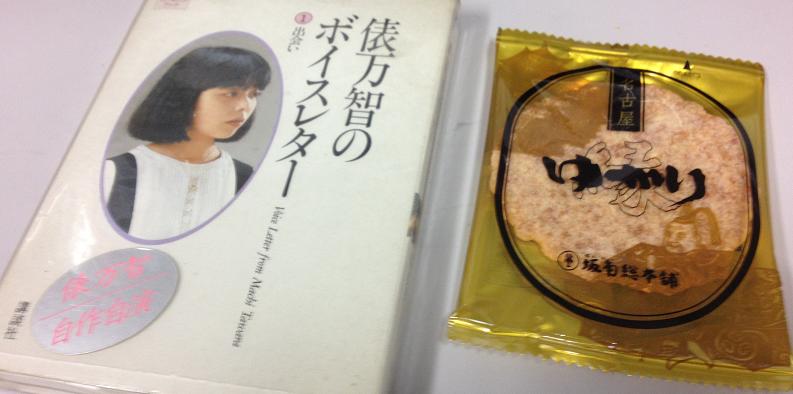 俵万智の
ボイスレター
①出会い
Voice Letter from Machi Tawara
俵万智
自作自演
講談社
名古屋
ゆかり
縁
坂角総本舖